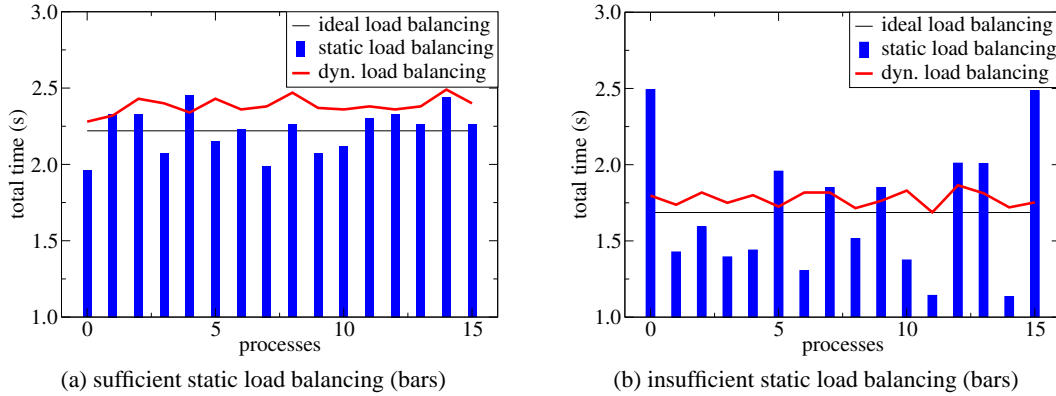 3.0
2.5
2.0
1.5
1.0
total time (s)
0 5 10 15
processes
ideal load balancing
static load balancing
dyn. load balancing
(a) sufficient static load balancing (bars)
3.0
2.5
2.0
1.5
1.0
total time (s)
0 5 10 15
processes
ideal load balancing
static load balancing
dyn. load balancing
(b) insufficient static load balancing (bars)